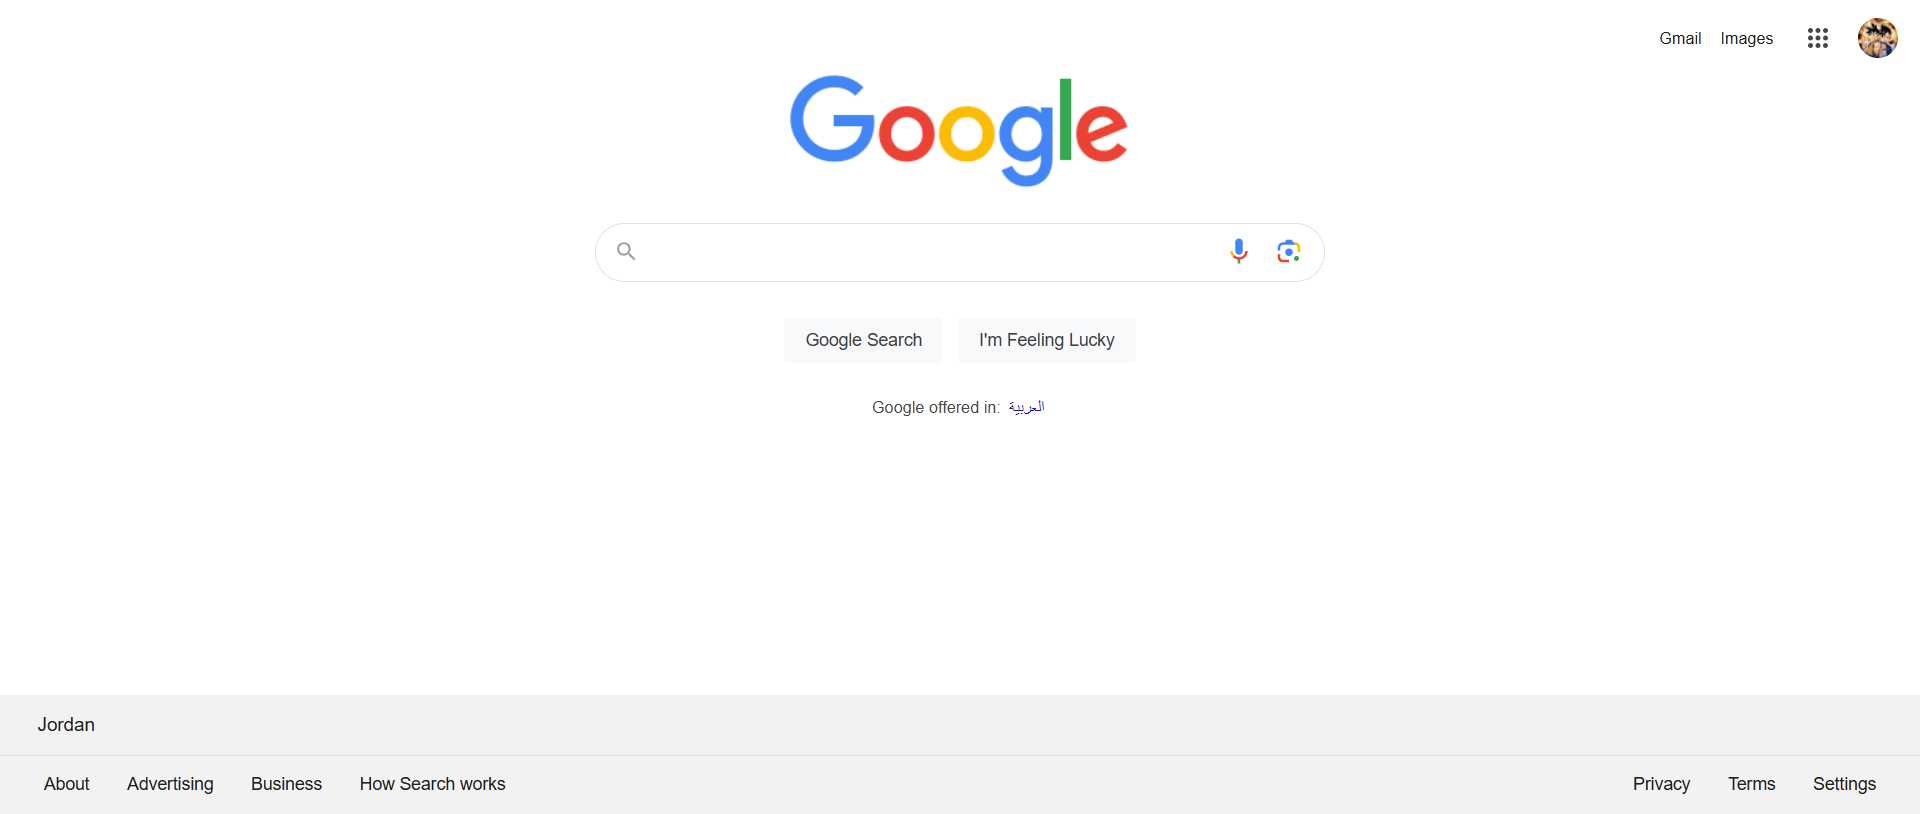 Gmail Images
Google
Google Search I'm Feeling Lucky
Google offered in: العربية
Jordan
About Advertising Business How Search works Privacy Terms Settings